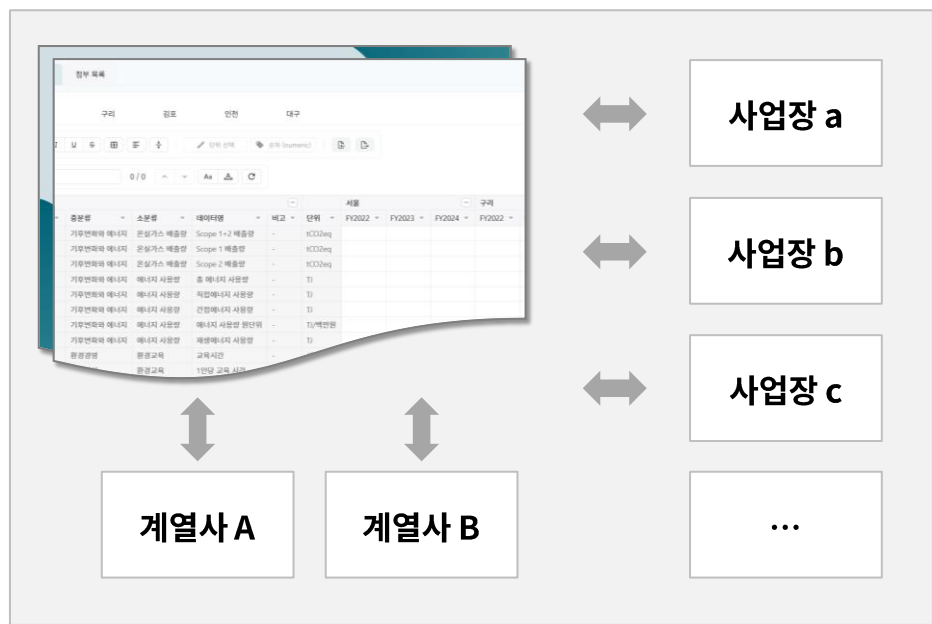 첨부 목록
구리 김포 인천 대구
U S 단위 선택 숫자 (numeric)
0 / 0 Aa
서울 구리
중분류 소분류 데이터명 비고 단위 FY2022 FY2023 FY2024 FY2022
기후변화와 에너지 온실가스 배출량 Scope 1+2 배출량 - tCO2eq
기후변화와 에너지 온실가스 배출량 Scope 1 배출량 - tCO2eq
기후변화와 에너지 온실가스 배출량 Scope 2 배출량 - tCO2eq
기후변화와 에너지 에너지 사용량 총 에너지 사용량 - TJ
기후변화와 에너지 에너지 사용량 직접에너지 사용량 - TJ
기후변화와 에너지 에너지 사용량 간접에너지 사용량 - TJ
기후변화와 에너지 에너지 사용량 에너지 사용량 원단위 - TJ/백만원
기후변화와 에너지 에너지 사용량 재생에너지 사용량 - TJ
환경경영 환경교육 교육시간 -
환경교육 1인당 교육 시간
사업장 a
사업장 b
사업장 c
...
계열사 A
계열사 B